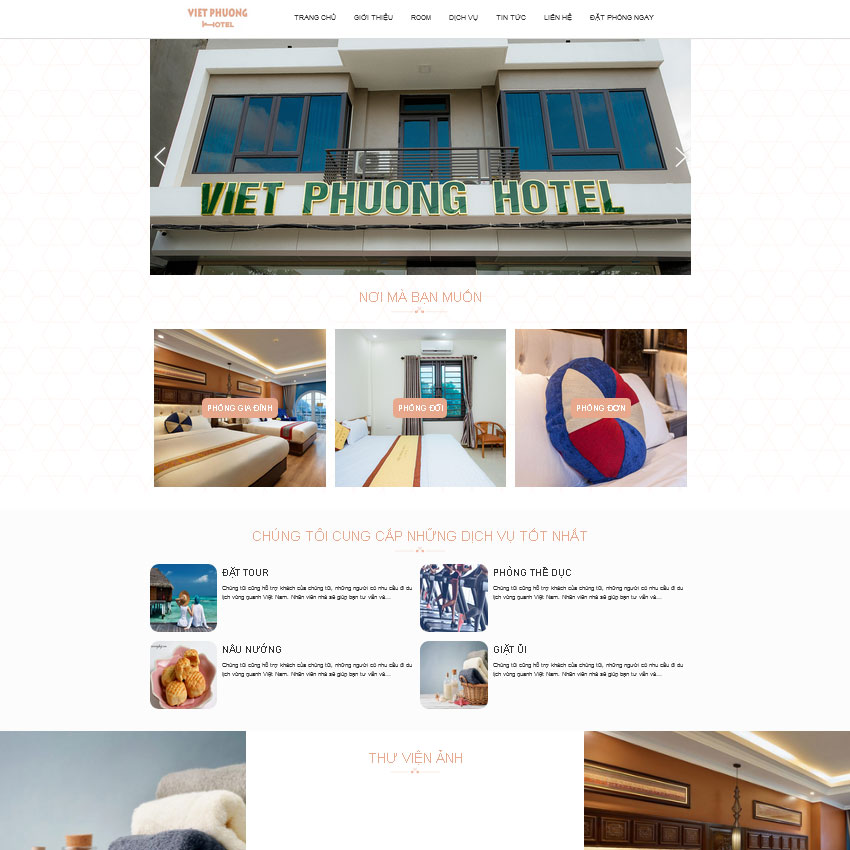 VIET PHUONG
HOTEL
TRANG CHỦ GIỚI THIỆU ROOM DỊCH VỤ TIN TỨC LIÊN HỆ ĐẶT PHÒNG NGAY
VIET PHUONG HOTEL
NƠI MÀ BẠN MUỐN
PHÒNG GIA ĐÌNH PHÒNG ĐÔI PHÒNG ĐƠN
CHÚNG TÔI CUNG CẤP NHỮNG DỊCH VỤ TỐT NHẤT
ĐẶT TOUR
Chúng tôi cũng hỗ trợ khách của chúng tôi, những người có nhu cầu đi du
lịch vòng quanh Việt Nam. Nhân viên nhà sẽ giúp bạn tư vấn và...
PHÒNG THỂ DỤC
Chúng tôi cũng hỗ trợ khách của chúng tôi, những người có nhu cầu đi du
lịch vòng quanh Việt Nam. Nhân viên nhà sẽ giúp bạn tư vấn và...
NẤU NƯỚNG
Chúng tôi cũng hỗ trợ khách của chúng tôi, những người có nhu cầu đi du
lịch vòng quanh Việt Nam. Nhân viên nhà sẽ giúp bạn tư vấn và...
GIẶT ỦI
Chúng tôi cũng hỗ trợ khách của chúng tôi, những người có nhu cầu đi du
lịch vòng quanh Việt Nam. Nhân viên nhà sẽ giúp bạn tư vấn và...
THƯ VIỆN ẢNH